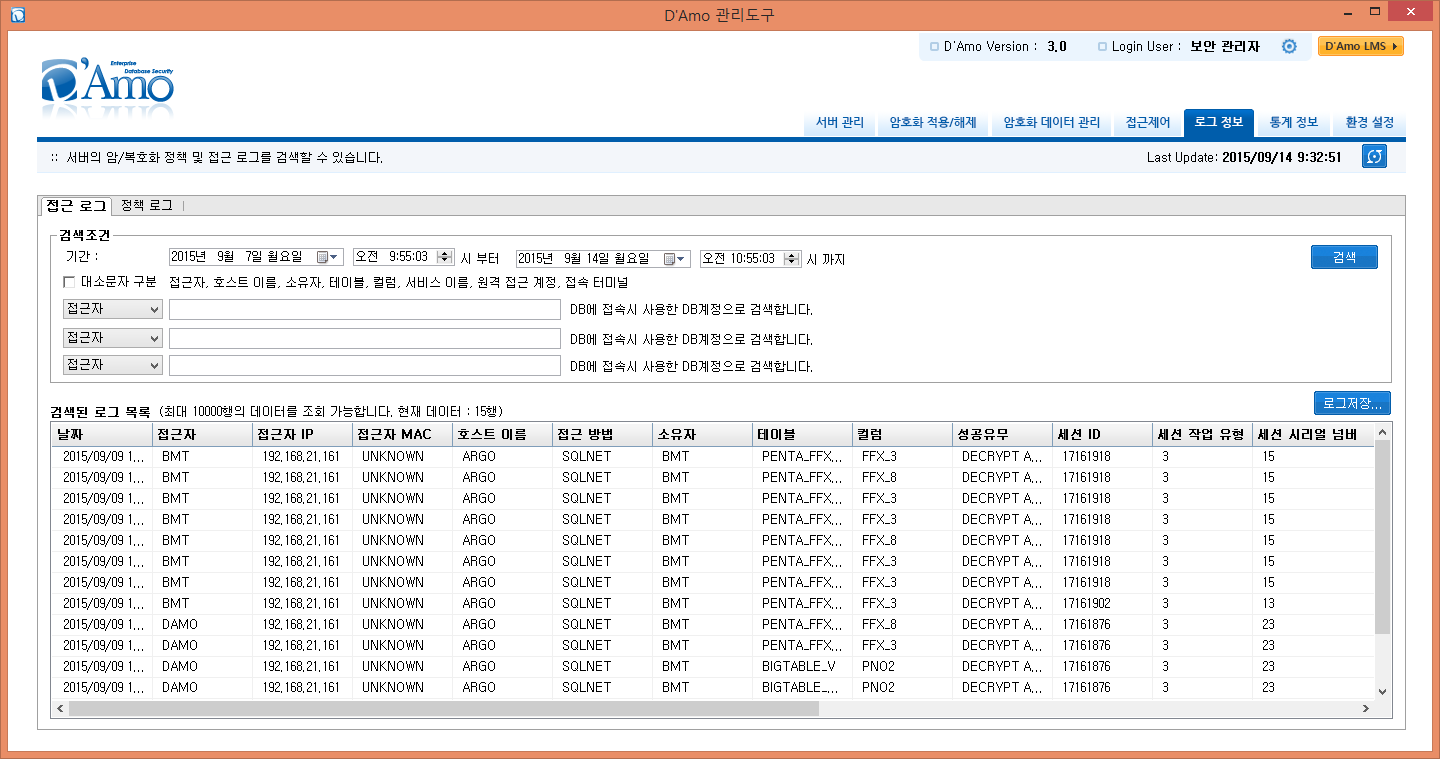 D'Amo 관리도구
D'Amo Version : 3.0 Login User : 보안 관리자 D'Amo LMS
Enterprise
Database Security
D'Amo
서버 관리 암호화 적용/해제 암호화 데이터 관리 접근제어 로그 정보 통계 정보 환경 설정
:: 서버의 암/복호화 정책 및 접근 로그를 검색할 수 있습니다. Last Update: 2015/09/14 9:32:51
접근 로그 정책 로그
검색조건
기간 : 2015년 9월 7일 월요일 오전 9:55:03 시 부터 2015년 9월 14일 월요일 오전 10:55:03 시 까지 검색
대소문자 구분 접근자, 호스트 이름, 소유자, 테이블, 컬럼, 서비스 이름, 원격 접근 계정, 접속 터미널
접근자 DB에 접속시 사용한 DB계정으로 검색합니다.
접근자 DB에 접속시 사용한 DB계정으로 검색합니다.
접근자 DB에 접속시 사용한 DB계정으로 검색합니다.
검색된 로그 목록 (최대 10000행의 데이터를 조회 가능합니다. 현재 데이터 : 15행) 로그저장...
날짜 접근자 접근자 IP 접근자 MAC 호스트 이름 접근 방법 소유자 테이블 컬럼 성공유무 세션 ID 세션 작업 유형 세션 시리얼 넘버
2015/09/09 1... BMT 192.168.21.161 UNKNOWN ARGO SQLNET BMT PENTA_FFX... FFX_3 DECRYPT A... 17161918 3 15
2015/09/09 1... BMT 192.168.21.161 UNKNOWN ARGO SQLNET BMT PENTA_FFX... FFX_8 DECRYPT A... 17161918 3 15
2015/09/09 1... BMT 192.168.21.161 UNKNOWN ARGO SQLNET BMT PENTA_FFX... FFX_3 DECRYPT A... 17161918 3 15
2015/09/09 1... BMT 192.168.21.161 UNKNOWN ARGO SQLNET BMT PENTA_FFX... FFX_3 DECRYPT A... 17161918 3 15
2015/09/09 1... BMT 192.168.21.161 UNKNOWN ARGO SQLNET BMT PENTA_FFX... FFX_8 DECRYPT A... 17161918 3 15
2015/09/09 1... BMT 192.168.21.161 UNKNOWN ARGO SQLNET BMT PENTA_FFX... FFX_3 DECRYPT A... 17161918 3 15
2015/09/09 1... BMT 192.168.21.161 UNKNOWN ARGO SQLNET BMT PENTA_FFX... FFX_3 DECRYPT A... 17161918 3 15
2015/09/09 1... BMT 192.168.21.161 UNKNOWN ARGO SQLNET BMT PENTA_FFX... FFX_3 DECRYPT A... 17161902 3 13
2015/09/09 1... DAMO 192.168.21.161 UNKNOWN ARGO SQLNET BMT PENTA_FFX... FFX_8 DECRYPT A... 17161876 3 23
2015/09/09 1... DAMO 192.168.21.161 UNKNOWN ARGO SQLNET BMT PENTA_FFX... FFX_3 DECRYPT A... 17161876 3 23
2015/09/09 1... DAMO 192.168.21.161 UNKNOWN ARGO SQLNET BMT BIGTABLE_V PNO2 DECRYPT A... 17161876 3 23
2015/09/09 1... DAMO 192.168.21.161 UNKNOWN ARGO SQLNET BMT BIGTABLE_... PNO2 DECRYPT A... 17161876 3 23